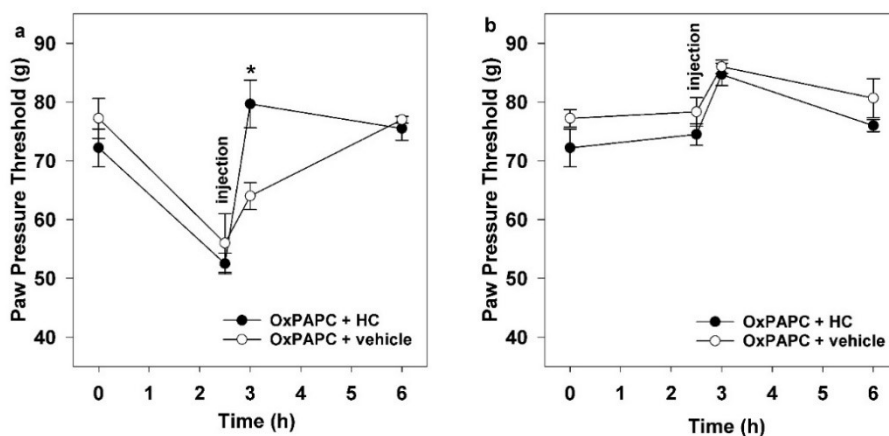 a
Paw Pressure Threshold (g)
90
80
70
60
50
40
injection
*
OxPAPC + HC
OxPAPC + vehicle
0 1 2 3 4 5 6
Time (h)
b
Paw Pressure Threshold (g)
90
80
70
60
50
40
injection
OxPAPC + HC
OxPAPC + vehicle
0 1 2 3 4 5 6
Time (h)